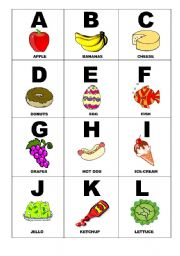 A B C
APPLE BANANAS CHEESE
D E F
DONUTS EGG FISH
G H I
GRAPES HOT DOG ICE-CREAM
J K L
JELLO KETCHUP LETTUCE